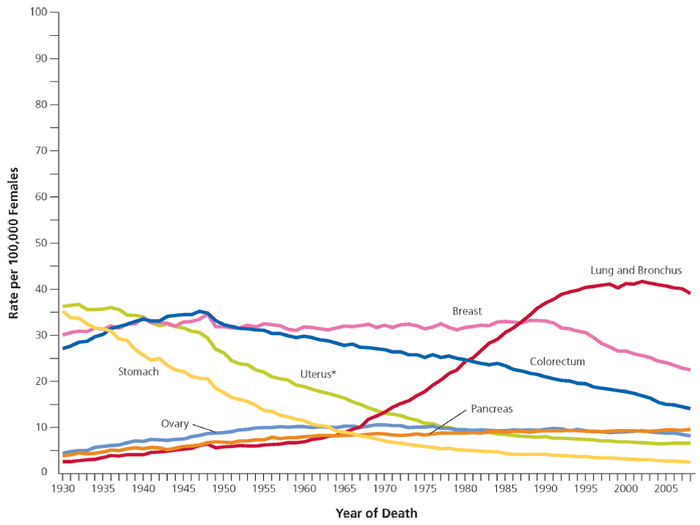 100
90
80
70
60
50
40
30
20
10
0
Rate per 100,000 Females
Lung and Bronchus
Breast
Colorectum
Stomach
Uterus*
Pancreas
Ovary
1930 1935 1940 1945 1950 1955 1960 1965 1970 1975 1980 1985 1990 1995 2000 2005
Year of Death